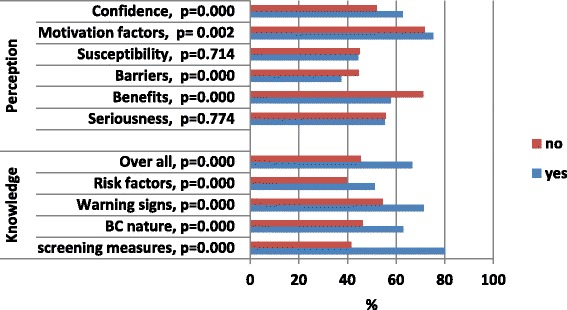 Perception
Confidence, p=0.000
Motivation factors, p= 0.002
Susceptibility, p=0.714
Barriers, p=0.000
Benefits, p=0.000
Seriousness, p=0.774
Knowledge
Over all, p=0.000
Risk factors, p=0.000
Warning signs, p=0.000
BC nature, p=0.000
screening measures, p=0.000
0 20 40 60 80 100
%
no
yes